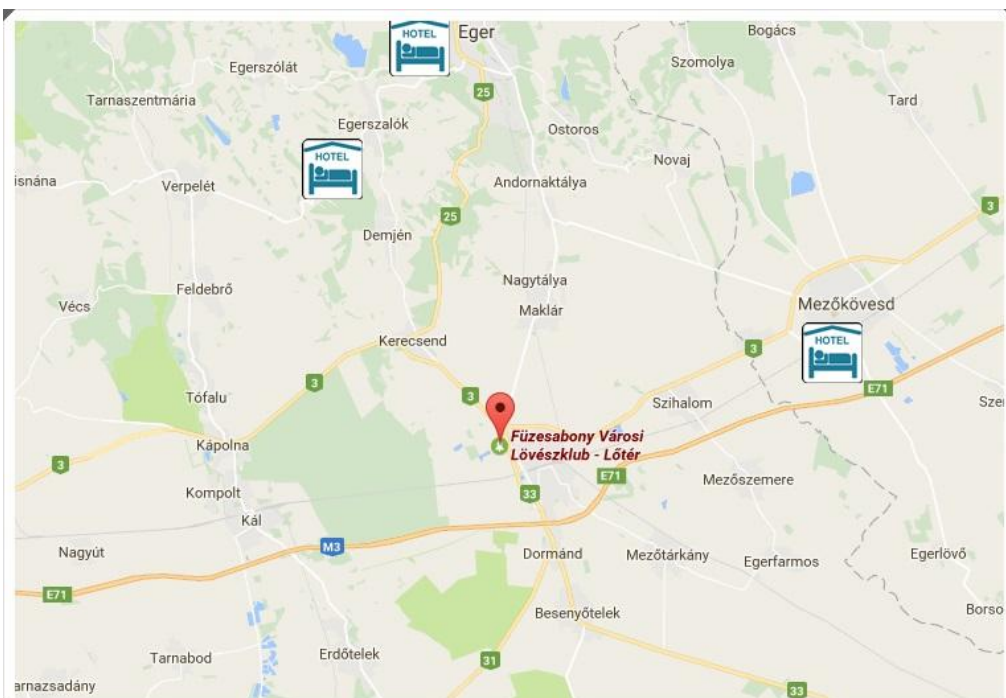 HOTEL
Eger
Bogács
Egerszólát
Szomolya
Tarnaszentmária
25
Tard
Egerszalók
Ostoros
HOTEL
Novaj
isnána
Verpelét
Andornaktálya
3
25
Demjén
Nagytálya
Feldebrő
Vécs
Maklár
Mezőkövesd
Kerecsend
HOTEL
3
3
E71
Tófalu
3
Szihalom
Szer
Füzesabony Városi
Lövészklub - Lőtér
Kápolna
3
E71
Mezőszemere
Kompolt
33
Kál
M3
Nagyút
Dormánd
Mezőtárkány
Egerfarmos
Egerlövő
E71
Besenyőtelek
Borso
Tarnabod
Erdőtelek
31
arnazsadány
33